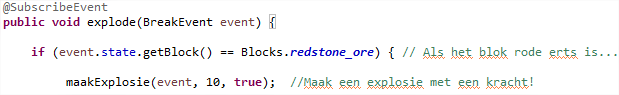 @SubscribeEvent
public void explode(BreakEvent event) {
if (event.state.getBlock() == Blocks.redstone_ore) { // Als het blok rode erts is...
maakExplosie(event, 10, true); //Maak een explosie met een kracht!